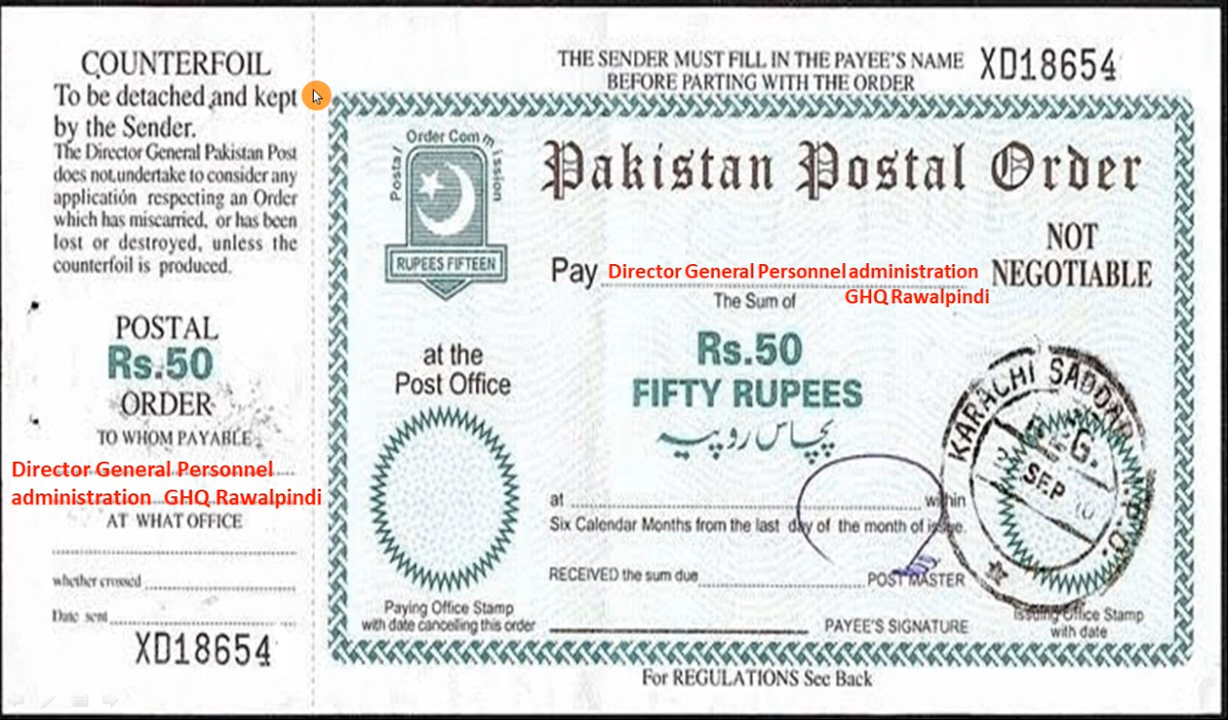 COUNTERFOIL
To be detached and kept
by the Sender.
The Director General Pakistan Post
does not undertake to consider any
application respecting an Order
which has miscarried, or has been
lost or destroyed, unless the
counterfoil is produced.
POSTAL
Rs.50
ORDER
TO WHOM PAYABLE
Director General Personnel
administration GHQ Rawalpindi
AT WHAT OFFICE
whether crossed
Date sent
XD18654
THE SENDER MUST FILL IN THE PAYEE'S NAME
BEFORE PARTING WITH THE ORDER
XD18654
Postal Order Commission
RUPEES FIFTEEN
Pakistan Postal Order
NOT
NEGOTIABLE
Pay Director General Personnel administration
GHQ Rawalpindi
The Sum of
Rs.50
FIFTY RUPEES
پچاس روپیہ
at the
Post Office
at within
Six Calendar Months from the last day of the month of issue.
RECEIVED the sum due POST MASTER
PAYEE'S SIGNATURE
Paying Office Stamp
with date cancelling this order
KARACHI SADDAR G.P.O.
SEP
Issuing Office Stamp
with date
For REGULATIONS See Back